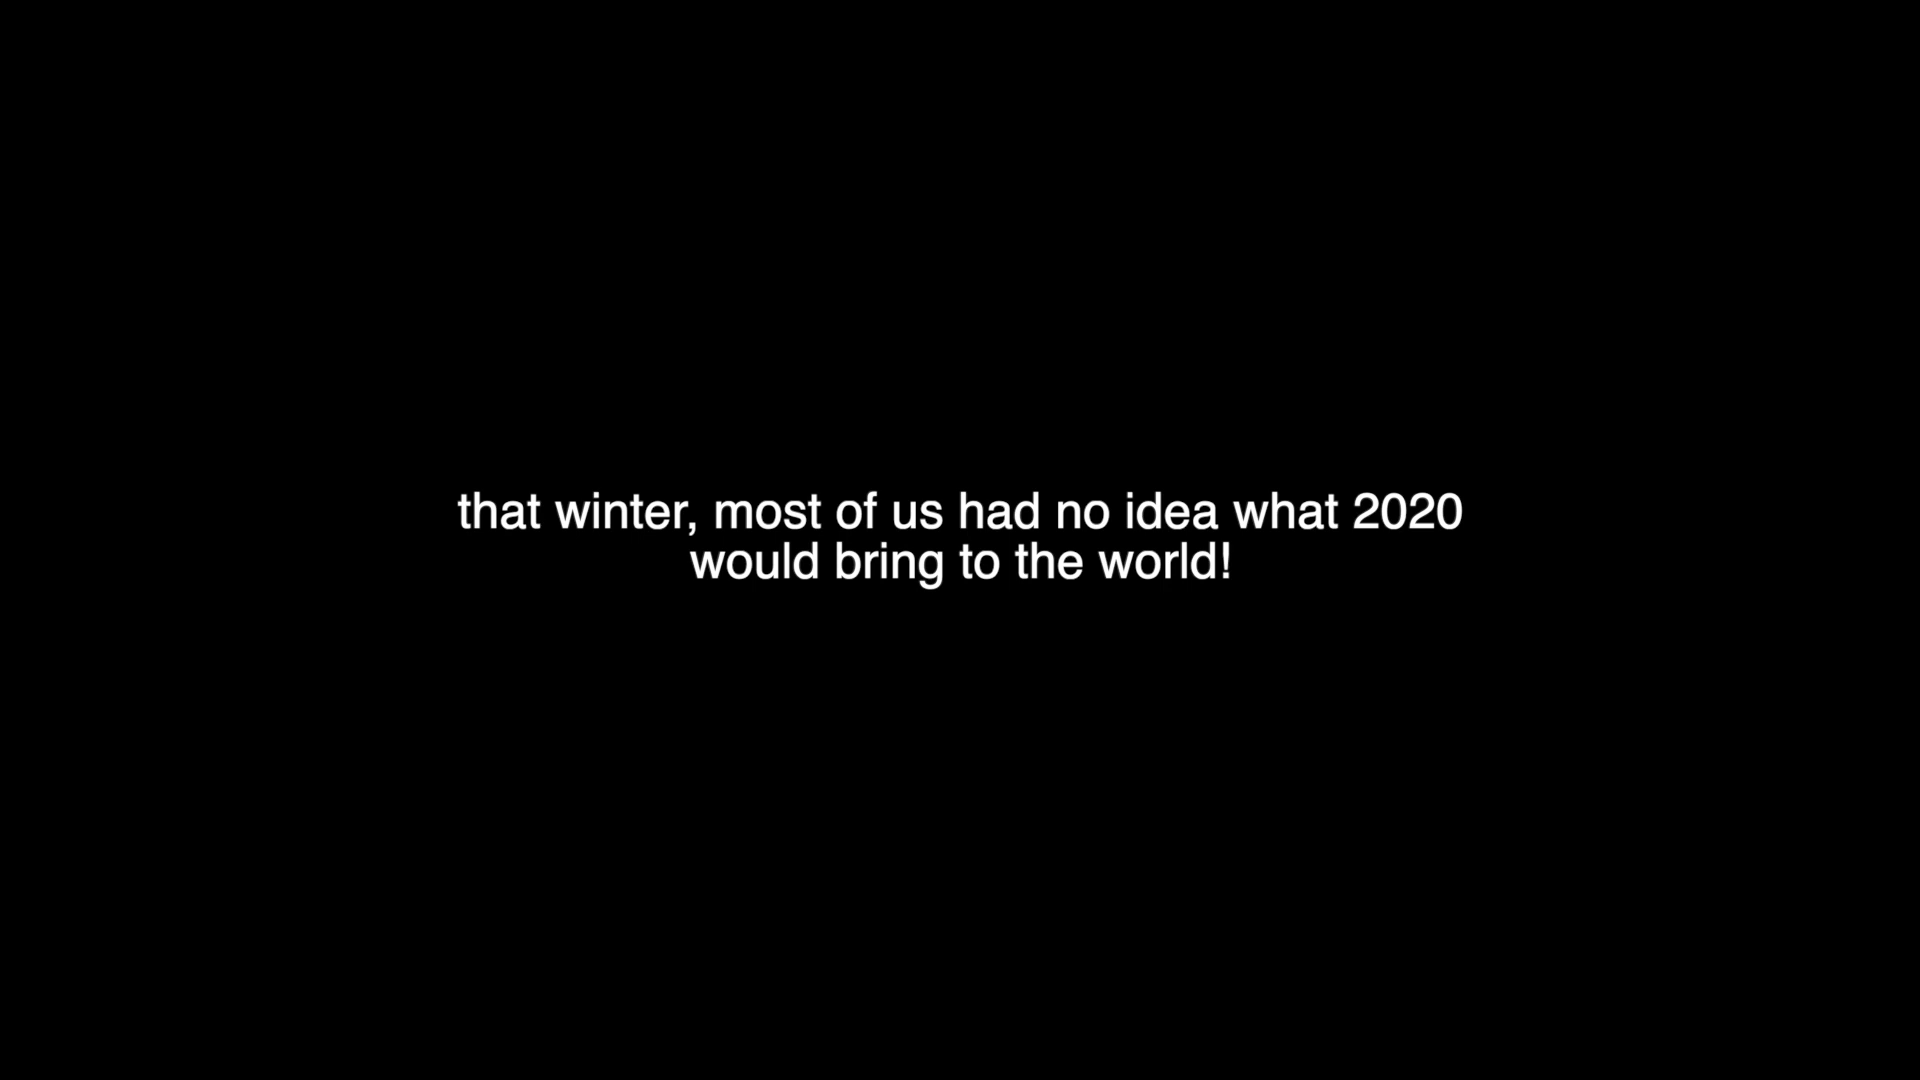 that winter, most of us had no idea what 2020
would bring to the world!